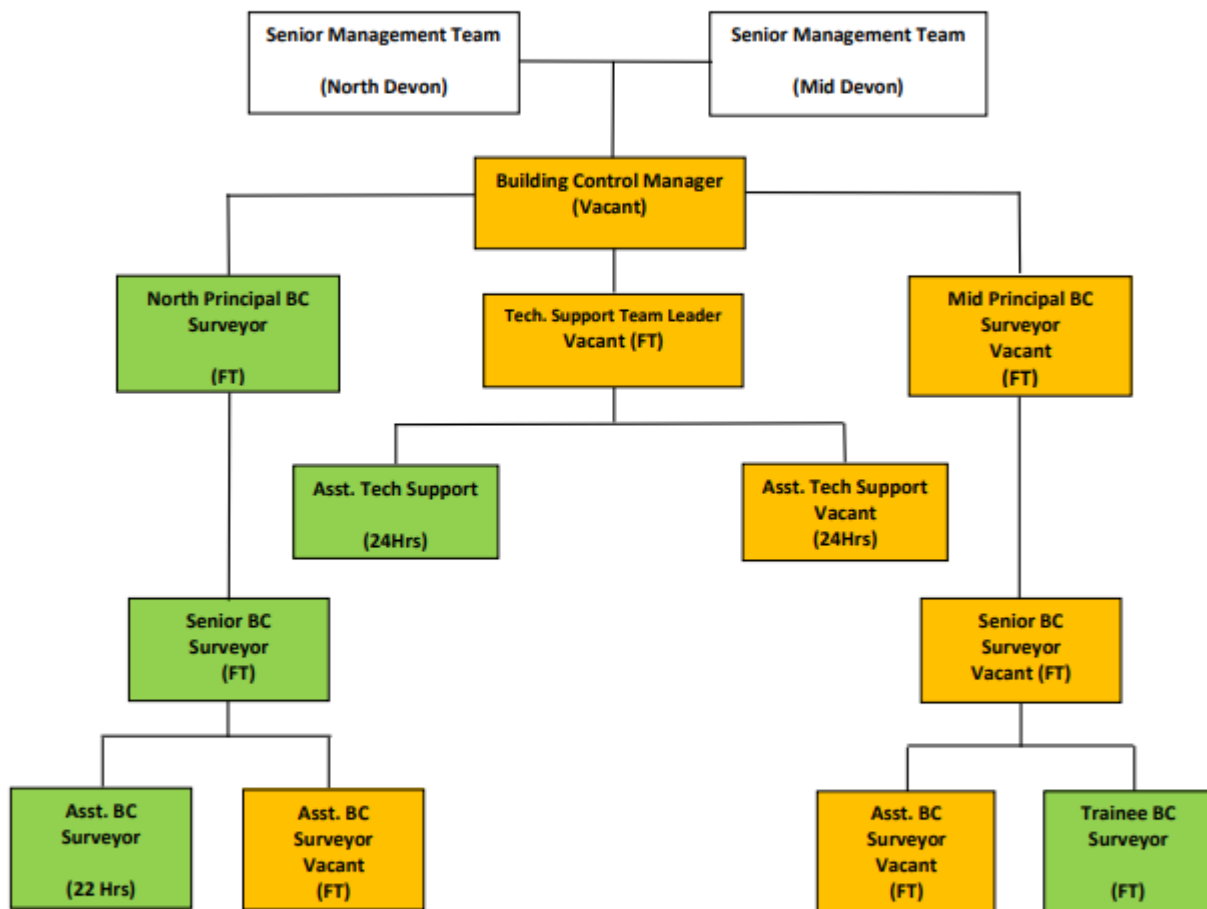 Senior Management Team
(North Devon)
Senior Management Team
(Mid Devon)
Building Control Manager
(Vacant)
North Principal BC
Surveyor
(FT)
Tech. Support Team Leader
Vacant (FT)
Mid Principal BC
Surveyor
Vacant
(FT)
Asst. Tech Support
(24Hrs)
Asst. Tech Support
Vacant
(24Hrs)
Senior BC
Surveyor
(FT)
Senior BC
Surveyor
Vacant (FT)
Asst. BC
Surveyor
(22 Hrs)
Asst. BC
Surveyor
Vacant
(FT)
Asst. BC
Surveyor
Vacant
(FT)
Trainee BC
Surveyor
(FT)